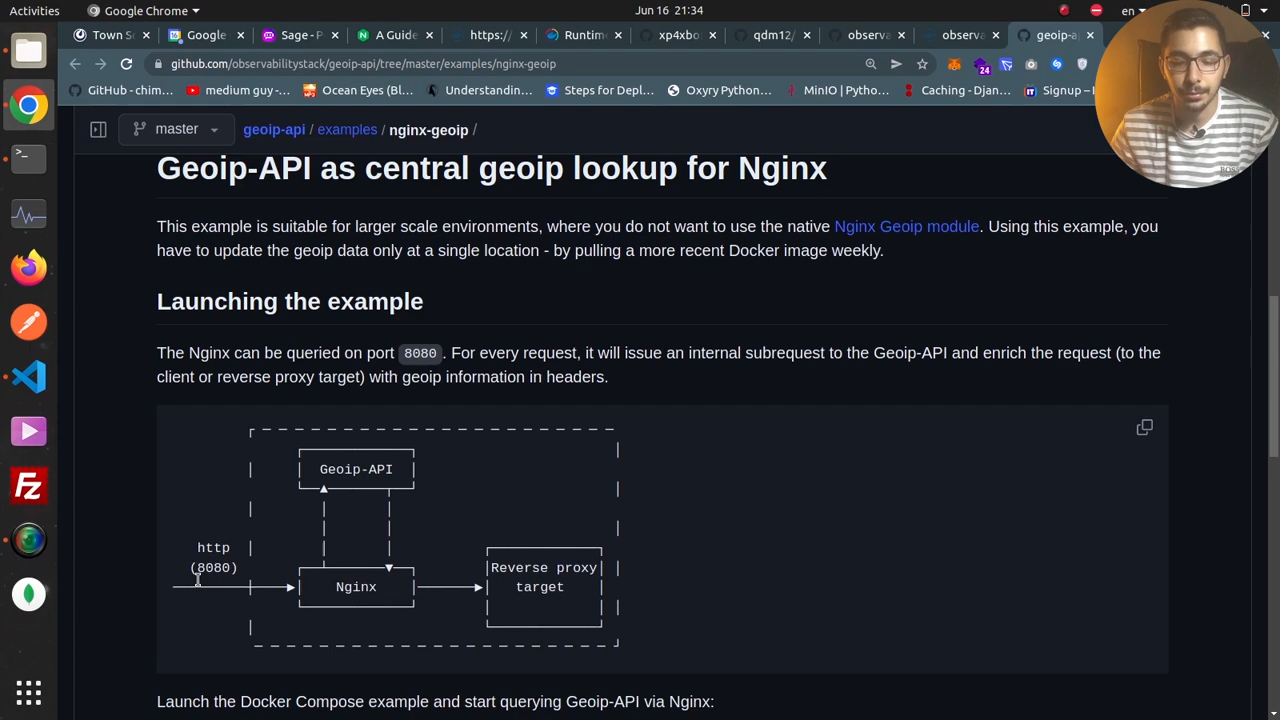 Activities
Google Chrome
Jun 16 21:34
en
Town Sc
Google
Sage - P
A Guide
https://
Runtim
xp4xbo
qdm12/
observa
observa
geoip-a
github.com/observabilitystack/geoip-api/tree/master/examples/nginx-geoip
24
GitHub - chim...
medium guy -...
Ocean Eyes (Bl...
Understanding...
Steps for Depl...
Oxyry Python...
MinIO | Pytho...
Caching - Djan...
Signup –
master
geoip-api / examples / nginx-geoip /
Geoip-API as central geoip lookup for Nginx
This example is suitable for larger scale environments, where you do not want to use the native Nginx Geoip module. Using this example, you
have to update the geoip data only at a single location - by pulling a more recent Docker image weekly.
Launching the example
The Nginx can be queried on port 8080. For every request, it will issue an internal subrequest to the Geoip-API and enrich the request (to the
client or reverse proxy target) with geoip information in headers.
Geoip-API
http
(8080)
Nginx
Reverse proxy
target
Launch the Docker Compose example and start querying Geoip-API via Nginx: